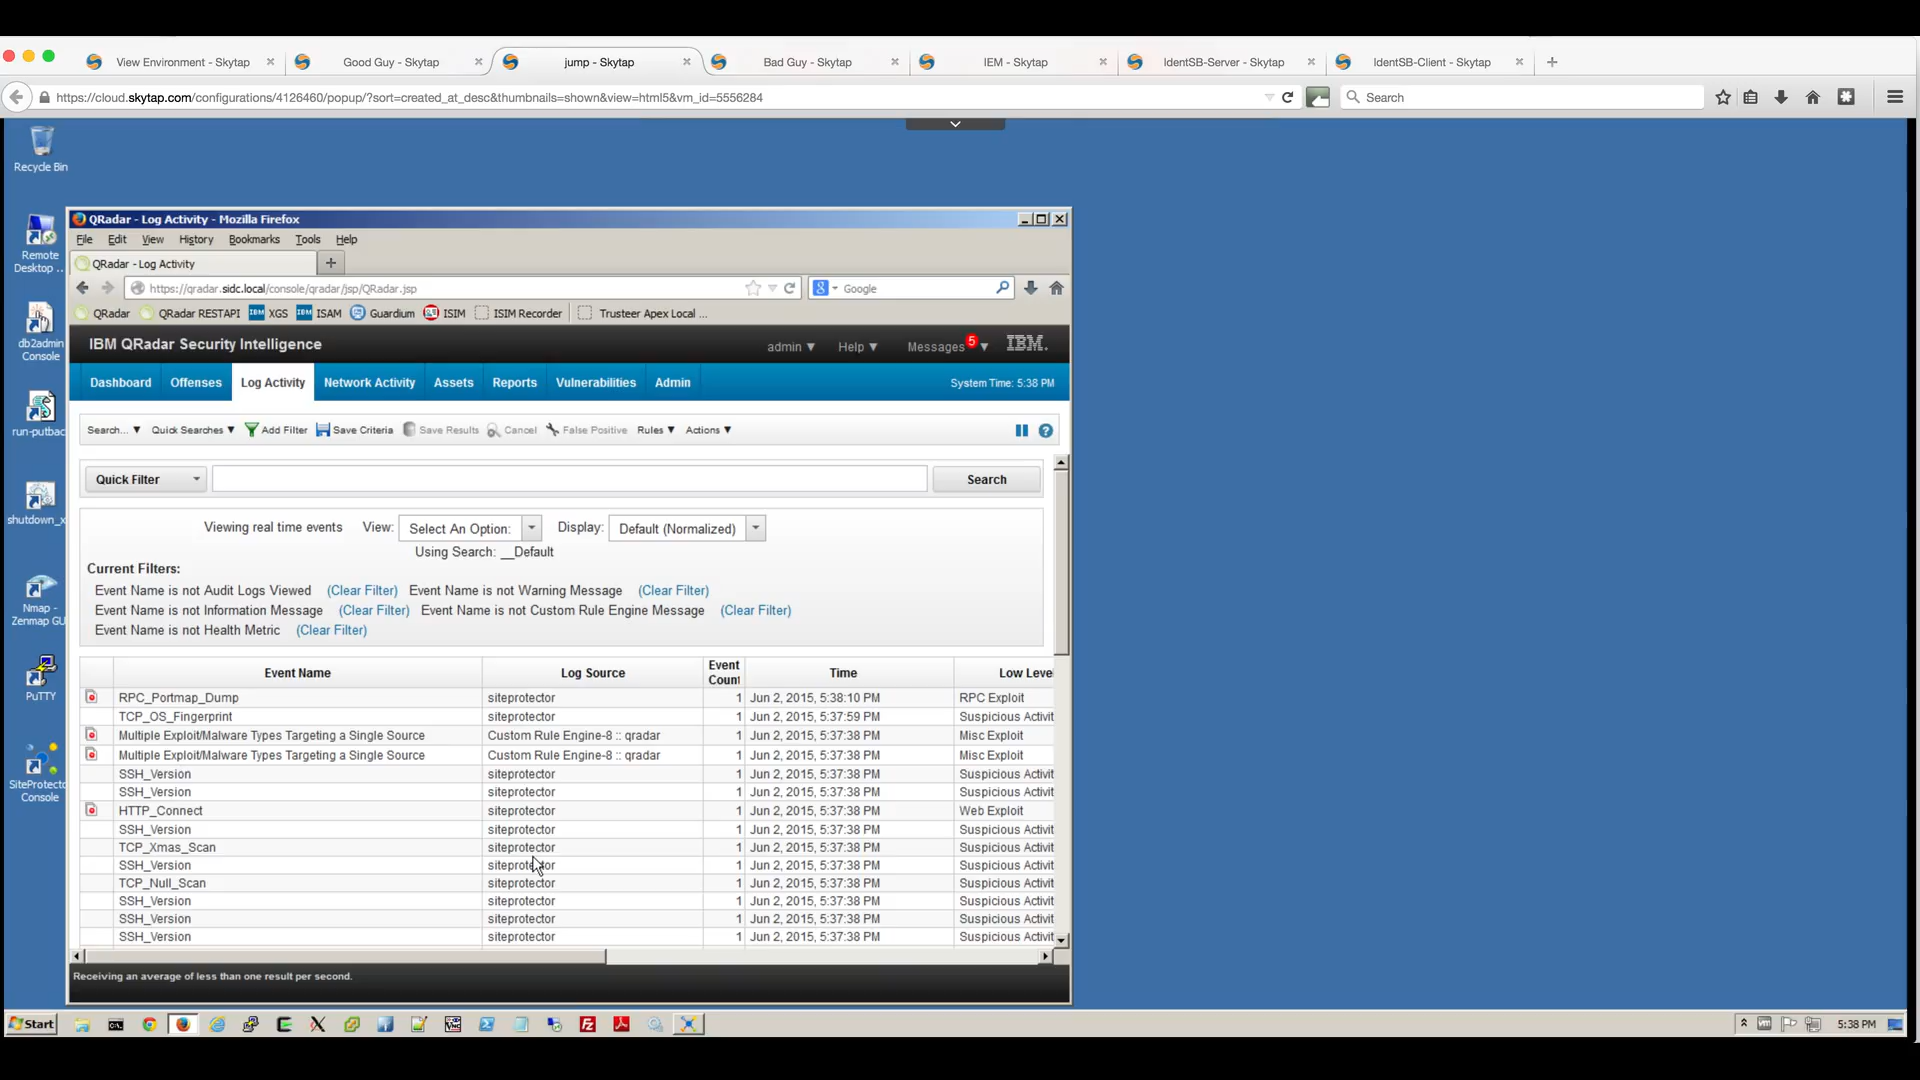 View Environment - Skytap
Good Guy - Skytap
jump - Skytap
Bad Guy - Skytap
IEM - Skytap
IdentSB-Server - Skytap
IdentSB-Client - Skytap
https://cloud.skytap.com/configurations/4126460/popup/?sort=created_at_desc&thumbnails=shown&view=html5&vm_id=5556284
Search
Recycle Bin
Remote
Desktop ...
db2admin
Console
run-putbac
shutdown_x
Nmap -
Zenmap GU
PuTTY
SiteProtect
Console
QRadar - Log Activity - Mozilla Firefox
File Edit View History Bookmarks Tools Help
QRadar - Log Activity
https://qradar.sidc.local/console/qradar/jsp/QRadar.jsp
Google
QRadar QRadar RESTAPI IBM XGS IBM ISAM Guardium ISIM ISIM Recorder Trusteer Apex Local ...
IBM QRadar Security Intelligence
admin Help Messages 5 IBM.
Dashboard Offenses Log Activity Network Activity Assets Reports Vulnerabilities Admin System Time: 5:38 PM
Search... Quick Searches Add Filter Save Criteria Save Results Cancel False Positive Rules Actions
Quick Filter Search
Viewing real time events View: Select An Option: Display: Default (Normalized)
Using Search: __Default
Current Filters:
Event Name is not Audit Logs Viewed (Clear Filter) Event Name is not Warning Message (Clear Filter)
Event Name is not Information Message (Clear Filter) Event Name is not Custom Rule Engine Message (Clear Filter)
Event Name is not Health Metric (Clear Filter)
Event Name Log Source Event Count Time Low Leve
RPC_Portmap_Dump siteprotector 1 Jun 2, 2015, 5:38:10 PM RPC Exploit
TCP_OS_Fingerprint siteprotector 1 Jun 2, 2015, 5:37:59 PM Suspicious Activit
Multiple Exploit/Malware Types Targeting a Single Source Custom Rule Engine-8 :: qradar 1 Jun 2, 2015, 5:37:38 PM Misc Exploit
Multiple Exploit/Malware Types Targeting a Single Source Custom Rule Engine-8 :: qradar 1 Jun 2, 2015, 5:37:38 PM Misc Exploit
SSH_Version siteprotector 1 Jun 2, 2015, 5:37:38 PM Suspicious Activit
SSH_Version siteprotector 1 Jun 2, 2015, 5:37:38 PM Suspicious Activit
HTTP_Connect siteprotector 1 Jun 2, 2015, 5:37:38 PM Web Exploit
SSH_Version siteprotector 1 Jun 2, 2015, 5:37:38 PM Suspicious Activit
TCP_Xmas_Scan siteprotector 1 Jun 2, 2015, 5:37:38 PM Suspicious Activit
SSH_Version siteprotector 1 Jun 2, 2015, 5:37:38 PM Suspicious Activit
TCP_Null_Scan siteprotector 1 Jun 2, 2015, 5:37:38 PM Suspicious Activit
SSH_Version siteprotector 1 Jun 2, 2015, 5:37:38 PM Suspicious Activit
SSH_Version siteprotector 1 Jun 2, 2015, 5:37:38 PM Suspicious Activit
SSH_Version siteprotector 1 Jun 2, 2015, 5:37:38 PM Suspicious Activit
Receiving an average of less than one result per second.
Start
5:38 PM